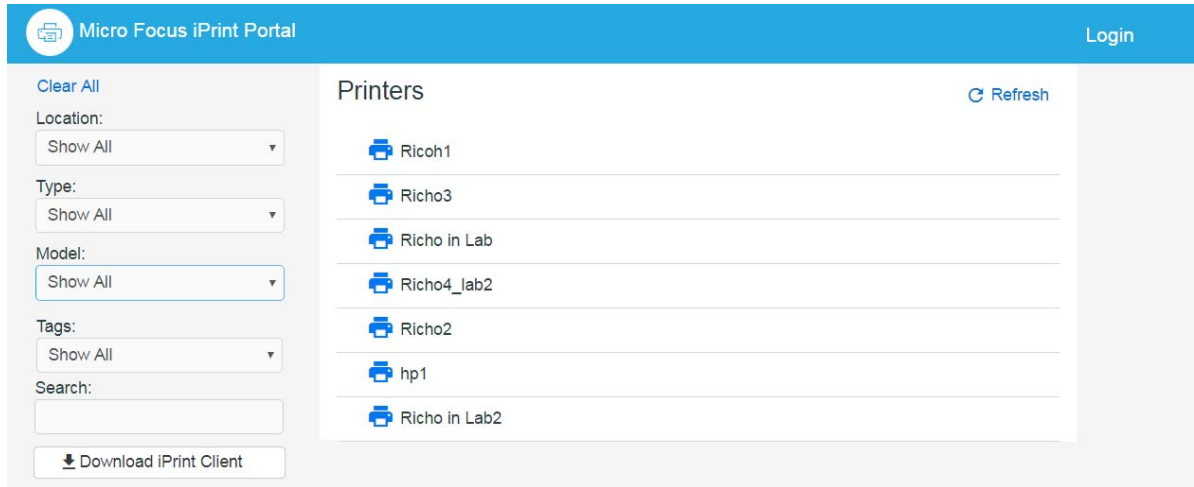 Micro Focus iPrint Portal
Login
Clear All
Location:
Show All
Type:
Show All
Model:
Show All
Tags:
Show All
Search:
Download iPrint Client
Printers
Refresh
Ricoh1
Richo3
Richo in Lab
Richo4_lab2
Richo2
hp1
Richo in Lab2